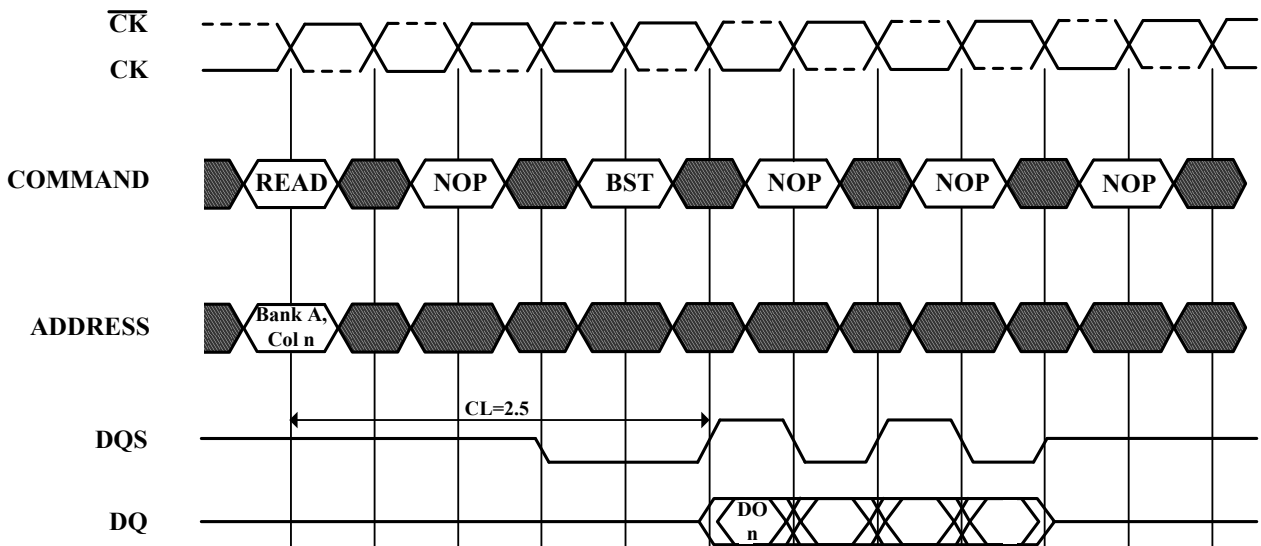 CK
CK
COMMAND
READ
NOP
BST
NOP
NOP
NOP
ADDRESS
Bank A,
Col n
CL=2.5
DQS
DQ
DO
n